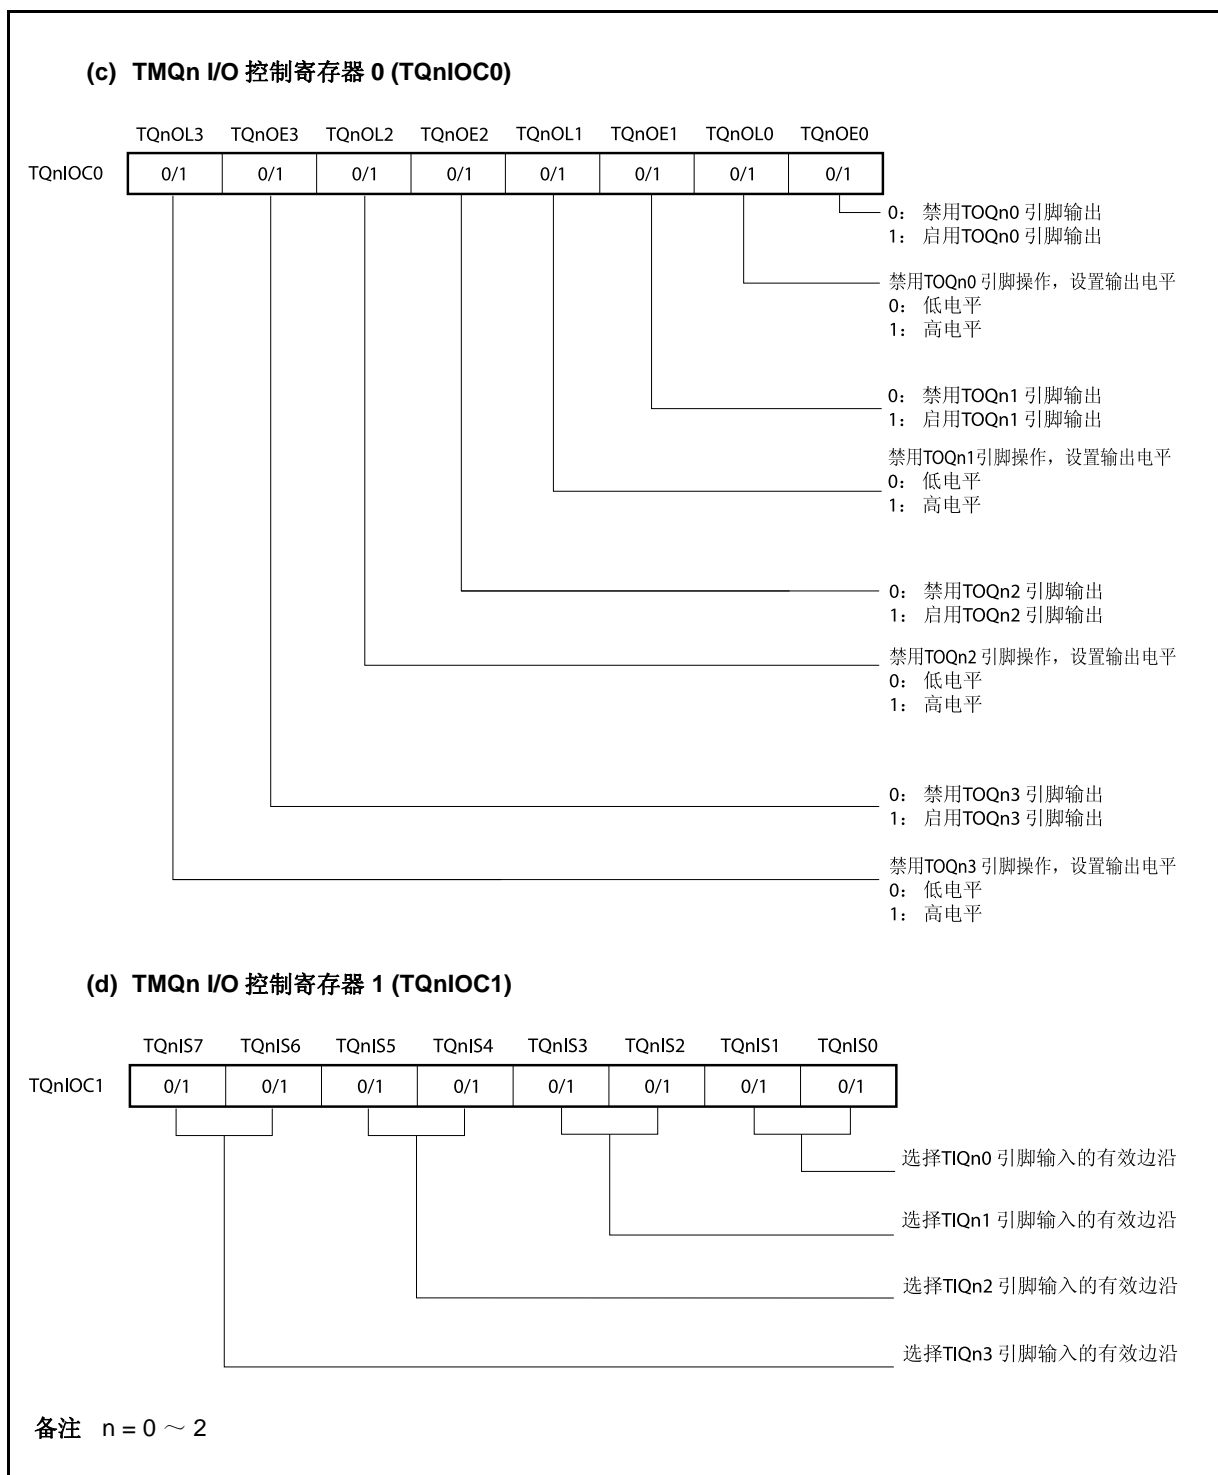 (c) TMQn I/O 控制寄存器 0 (TQnIOC0)
TQnOL3 TQnOE3 TQnOL2 TQnOE2 TQnOL1 TQnOE1 TQnOL0 TQnOE0
TQnIOC0 0/1 0/1 0/1 0/1 0/1 0/1 0/1 0/1
0： 禁用TOQn0 引脚输出
1： 启用TOQn0 引脚输出
禁用TOQn0 引脚操作，设置输出电平
0： 低电平
1： 高电平
0： 禁用TOQn1 引脚输出
1： 启用TOQn1 引脚输出
禁用TOQn1引脚操作，设置输出电平
0： 低电平
1： 高电平
0： 禁用TOQn2 引脚输出
1： 启用TOQn2 引脚输出
禁用TOQn2 引脚操作，设置输出电平
0： 低电平
1： 高电平
0： 禁用TOQn3 引脚输出
1： 启用TOQn3 引脚输出
禁用TOQn3 引脚操作，设置输出电平
0： 低电平
1： 高电平
(d) TMQn I/O 控制寄存器 1 (TQnIOC1)
TQnIS7 TQnIS6 TQnIS5 TQnIS4 TQnIS3 TQnIS2 TQnIS1 TQnIS0
TQnIOC1 0/1 0/1 0/1 0/1 0/1 0/1 0/1 0/1
选择TIQn0 引脚输入的有效边沿
选择TIQn1 引脚输入的有效边沿
选择TIQn2 引脚输入的有效边沿
选择TIQn3 引脚输入的有效边沿
备注 n = 0 ～ 2